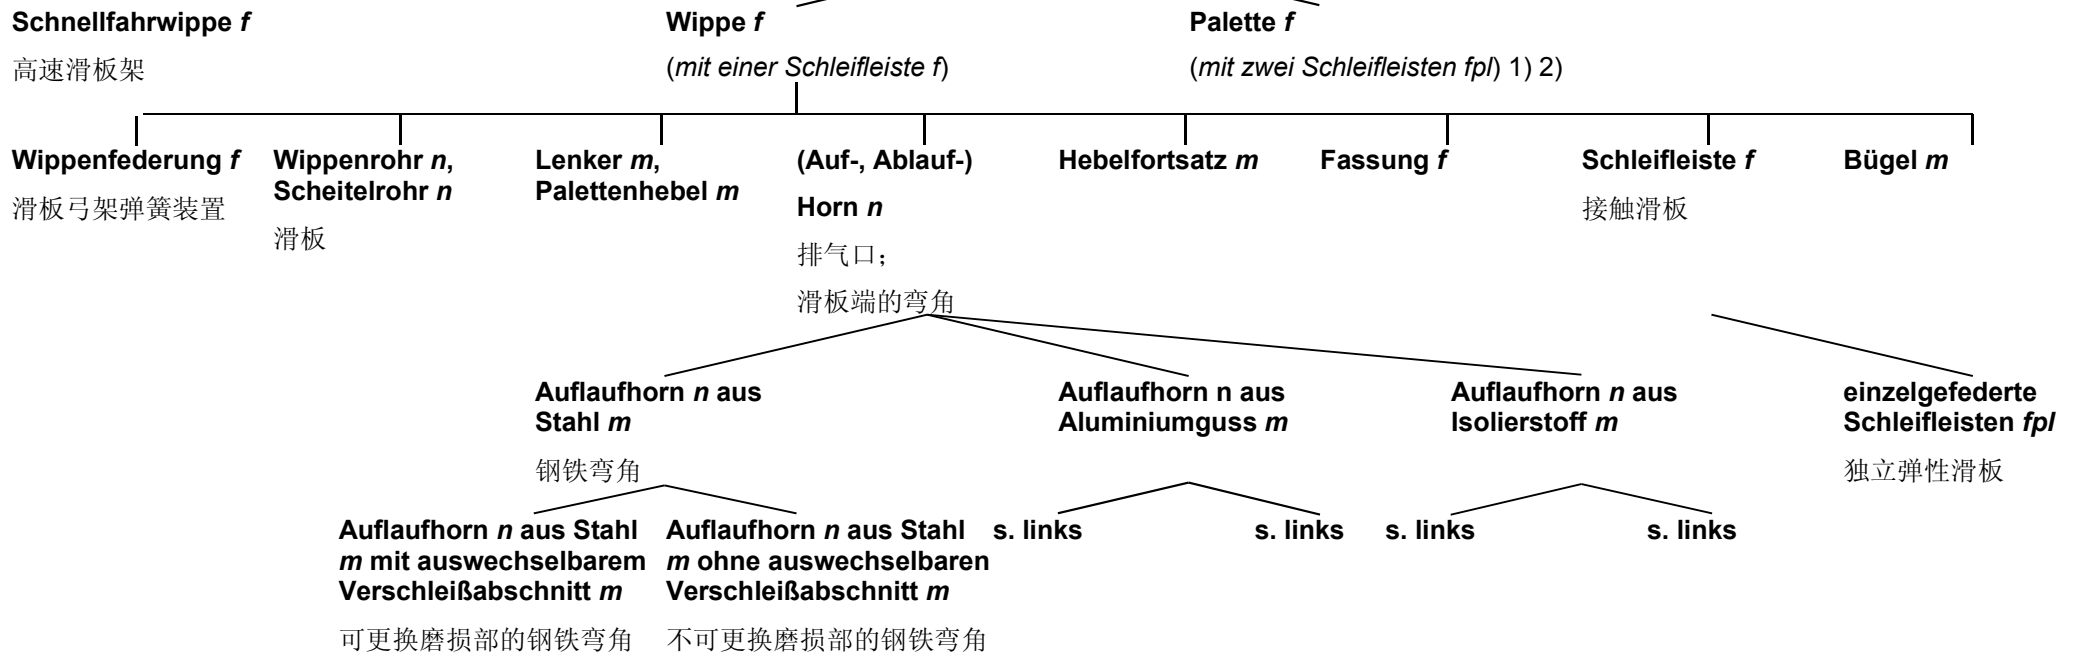 Schnellfahrwippe f
高速滑板架
Wippe f
(mit einer Schleifleiste f)
Palette f
(mit zwei Schleifleisten fpl) 1) 2)
Wippenfederung f
滑板弓架弹簧装置
Wippenrohr n,
Scheitelrohr n
滑板
Lenker m,
Palettenhebel m
(Auf-, Ablauf-)
Horn n
排气口；
滑板端的弯角
Hebelfortsatz m
Fassung f
Schleifleiste f
接触滑板
Bügel m
Auflaufhorn n aus
Stahl m
钢铁弯角
Auflaufhorn n aus
Aluminiumguss m
Auflaufhorn n aus
Isolierstoff m
einzelgefederte
Schleifleisten fpl
独立弹性滑板
Auflaufhorn n aus Stahl
m mit auswechselbarem
Verschleißabschnitt m
可更换磨损部的钢铁弯角
Auflaufhorn n aus Stahl
m ohne auswechselbaren
Verschleißabschnitt m
不可更换磨损部的钢铁弯角
s. links
s. links
s. links
s. links